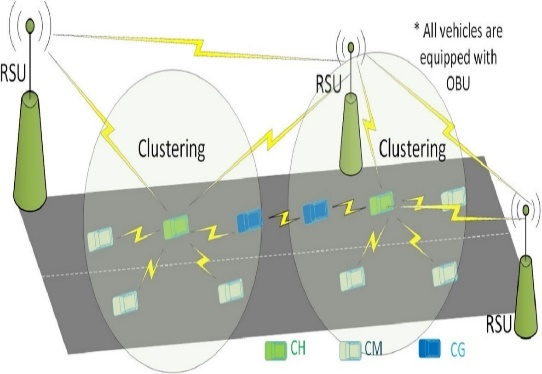 * All vehicles are
equipped with
OBU
RSU
RSU
Clustering
Clustering
RSU
CH
CM
CG